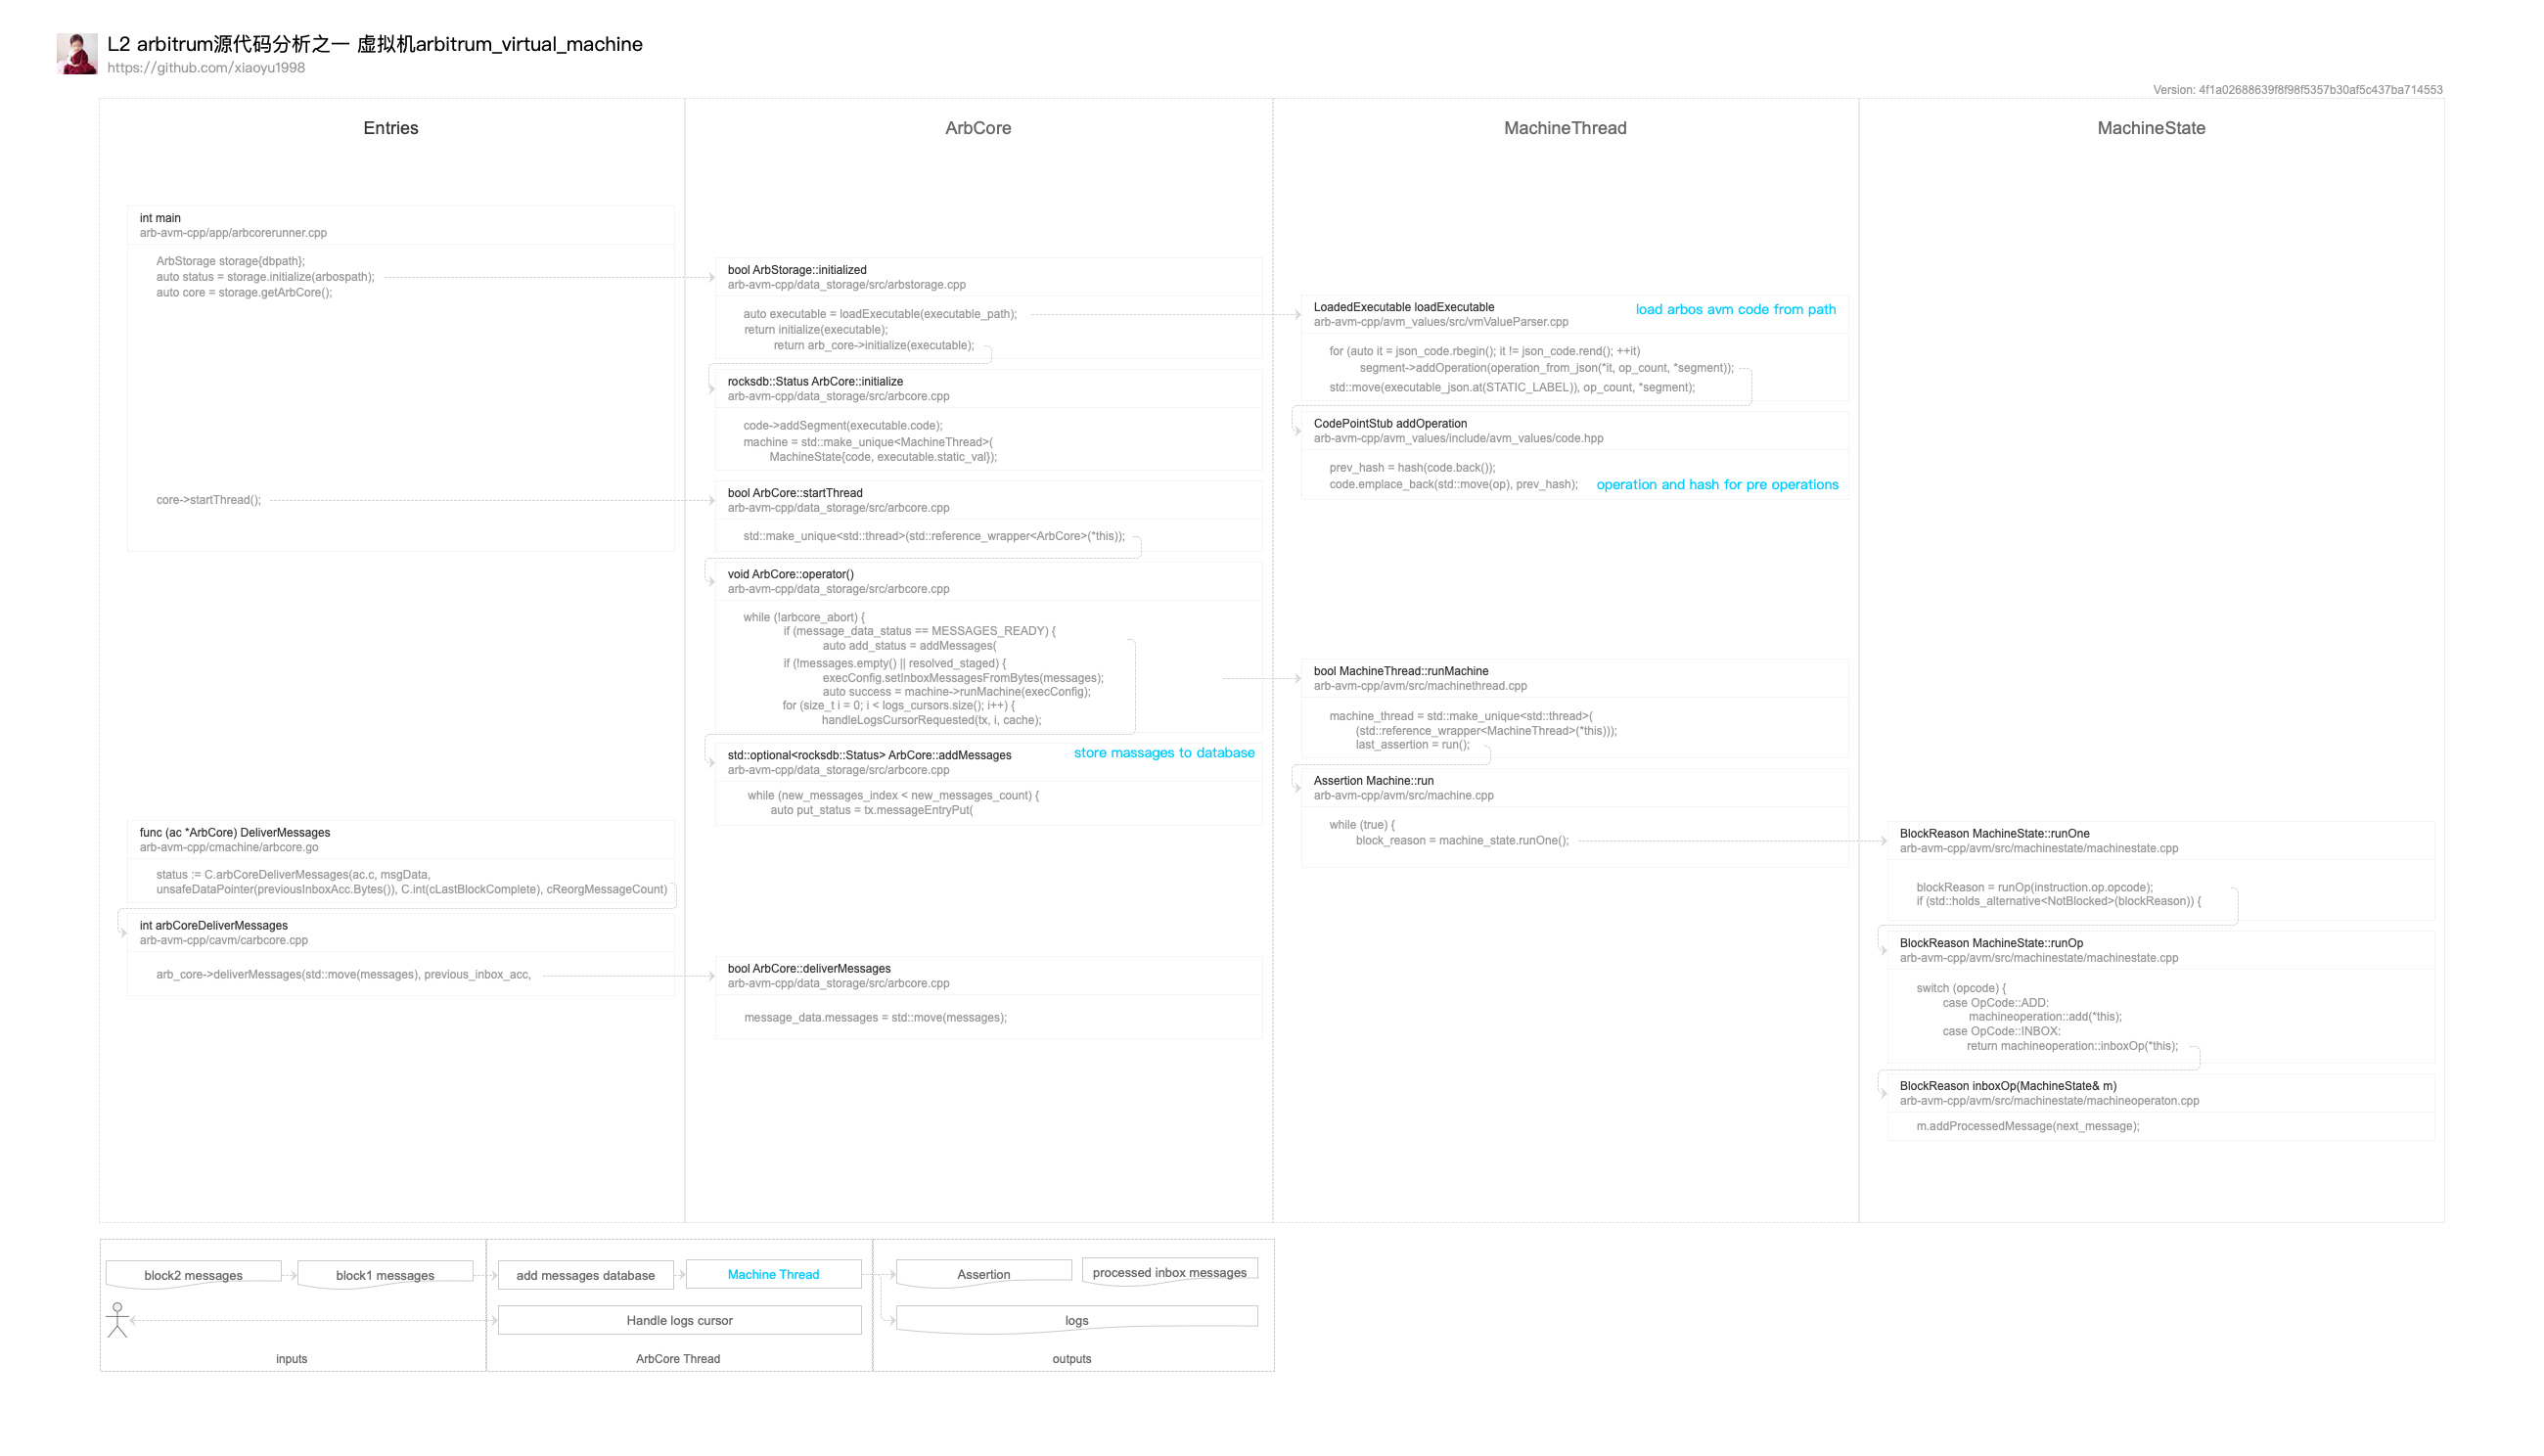 L2 arbitrum源代码分析之一 虚拟机arbitrum_virtual_machine
https://github.com/xiaoyu1998
Version: 4f1a02688639f8f98f5357b30af5c437ba714553
Entries
int main
arb-avm-cpp/app/arbcorerunner.cpp
ArbStorage storage{dbpath};
auto status = storage.initialize(arbospath);
auto core = storage.getArbCore();
core->startThread();
func (ac *ArbCore) DeliverMessages
arb-avm-cpp/cmachine/arbcore.go
status := C.arbCoreDeliverMessages(ac.c, msgData,
unsafeDataPointer(previousInboxAcc.Bytes()), C.int(cLastBlockComplete), cReorgMessageCount)
int arbCoreDeliverMessages
arb-avm-cpp/cavm/carbcore.cpp
arb_core->deliverMessages(std::move(messages), previous_inbox_acc,
ArbCore
bool ArbStorage::initialized
arb-avm-cpp/data_storage/src/arbstorage.cpp
auto executable = loadExecutable(executable_path);
return initialize(executable);
return arb_core->initialize(executable);
rocksdb::Status ArbCore::initialize
arb-avm-cpp/data_storage/src/arbcore.cpp
code->addSegment(executable.code);
machine = std::make_unique<MachineThread>(
MachineState{code, executable.static_val});
bool ArbCore::startThread
arb-avm-cpp/data_storage/src/arbcore.cpp
std::make_unique<std::thread>(std::reference_wrapper<ArbCore>(*this));
void ArbCore::operator()
arb-avm-cpp/data_storage/src/arbcore.cpp
while (!arbcore_abort) {
if (message_data_status == MESSAGES_READY) {
auto add_status = addMessages(
if (!messages.empty() || resolved_staged) {
execConfig.setInboxMessagesFromBytes(messages);
auto success = machine->runMachine(execConfig);
for (size_t i = 0; i < logs_cursors.size(); i++) {
handleLogsCursorRequested(tx, i, cache);
std::optional<rocksdb::Status> ArbCore::addMessages
store massages to database
arb-avm-cpp/data_storage/src/arbcore.cpp
while (new_messages_index < new_messages_count) {
auto put_status = tx.messageEntryPut(
bool ArbCore::deliverMessages
arb-avm-cpp/data_storage/src/arbcore.cpp
message_data.messages = std::move(messages);
MachineThread
LoadedExecutable loadExecutable
load arbos avm code from path
arb-avm-cpp/avm_values/src/vmValueParser.cpp
for (auto it = json_code.rbegin(); it != json_code.rend(); ++it)
segment->addOperation(operation_from_json(*it, op_count, *segment));
std::move(executable_json.at(STATIC_LABEL)), op_count, *segment);
CodePointStub addOperation
arb-avm-cpp/avm_values/include/avm_values/code.hpp
prev_hash = hash(code.back());
code.emplace_back(std::move(op), prev_hash);
operation and hash for pre operations
bool MachineThread::runMachine
arb-avm-cpp/avm/src/machinethread.cpp
machine_thread = std::make_unique<std::thread>(
(std::reference_wrapper<MachineThread>(*this)));
last_assertion = run();
Assertion Machine::run
arb-avm-cpp/avm/src/machine.cpp
while (true) {
block_reason = machine_state.runOne();
MachineState
BlockReason MachineState::runOne
arb-avm-cpp/avm/src/machinestate/machinestate.cpp
blockReason = runOp(instruction.op.opcode);
if (std::holds_alternative<NotBlocked>(blockReason)) {
BlockReason MachineState::runOp
arb-avm-cpp/avm/src/machinestate/machinestate.cpp
switch (opcode) {
case OpCode::ADD:
machineoperation::add(*this);
case OpCode::INBOX:
return machineoperation::inboxOp(*this);
BlockReason inboxOp(MachineState& m)
arb-avm-cpp/avm/src/machinestate/machineoperaton.cpp
m.addProcessedMessage(next_message);
block2 messages
block1 messages
inputs
add messages database
Machine Thread
Handle logs cursor
ArbCore Thread
Assertion
processed inbox messages
logs
outputs